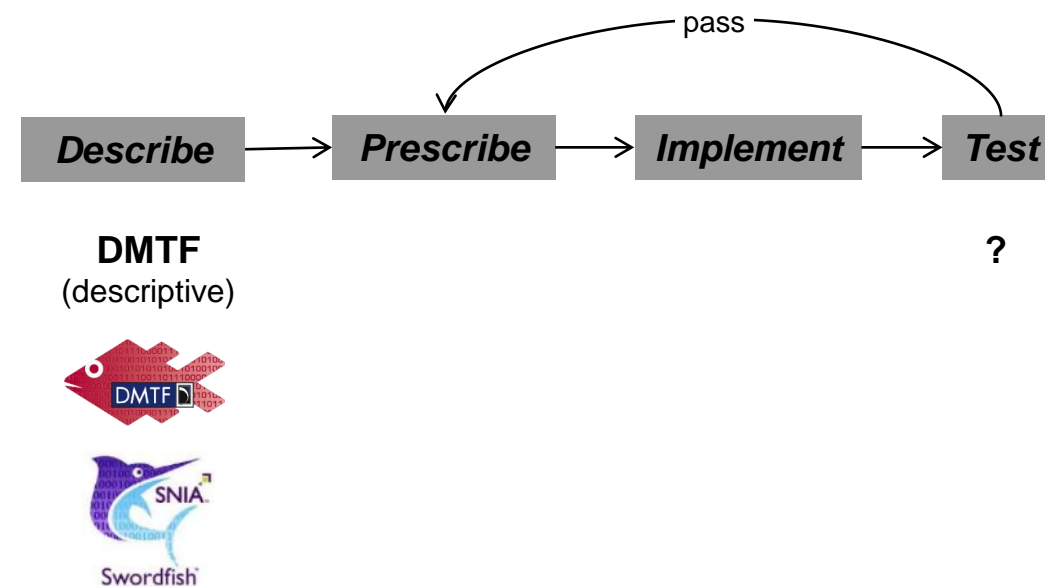 pass
Describe
Prescribe
Implement
Test
DMTF
(descriptive)
?
DMTF
SNIA
Swordfish